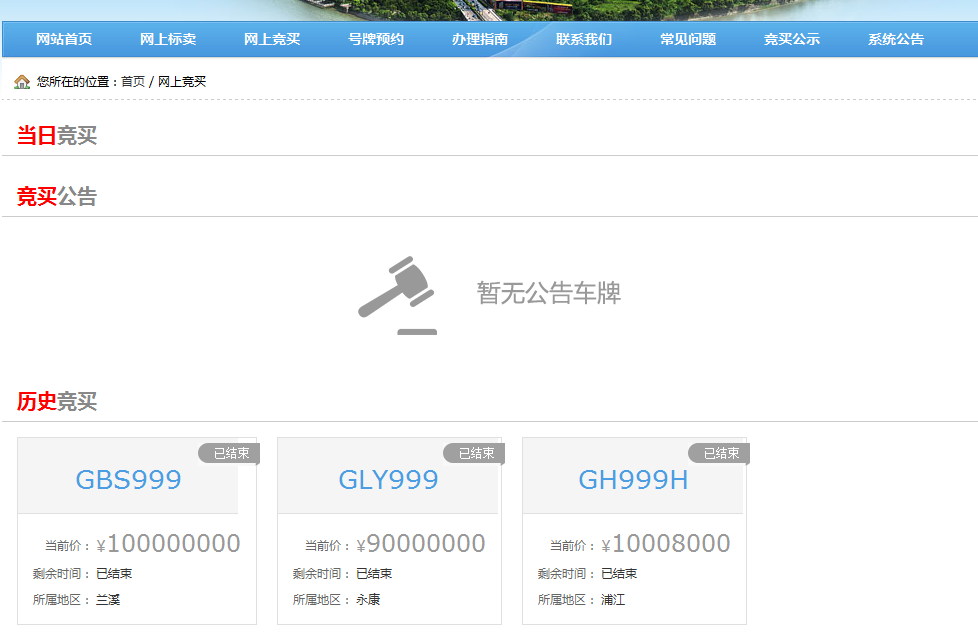 网站首页 网上标卖 网上竞买 号牌预约 办理指南 联系我们 常见问题 竞买公示 系统公告
您所在的位置：首页 / 网上竞买
当日竞买
竞买公告
暂无公告车牌
历史竞买
已结束
GBS999
当前价：¥100000000
剩余时间：已结束
所属地区：兰溪
已结束
GLY999
当前价：¥90000000
剩余时间：已结束
所属地区：永康
已结束
GH999H
当前价：¥10008000
剩余时间：已结束
所属地区：浦江